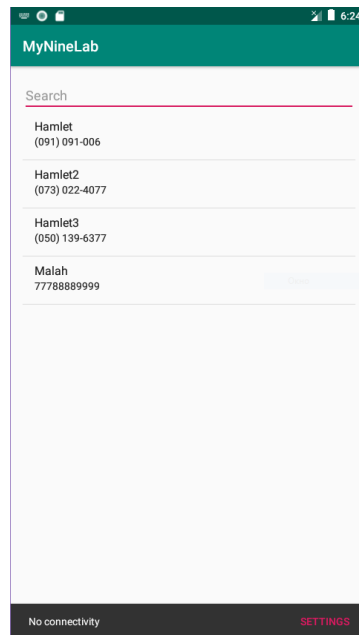 6:24
MyNineLab
Search
Hamlet
(091) 091-006
Hamlet2
(073) 022-4077
Hamlet3
(050) 139-6377
Malah
77788889999
No connectivity
SETTINGS